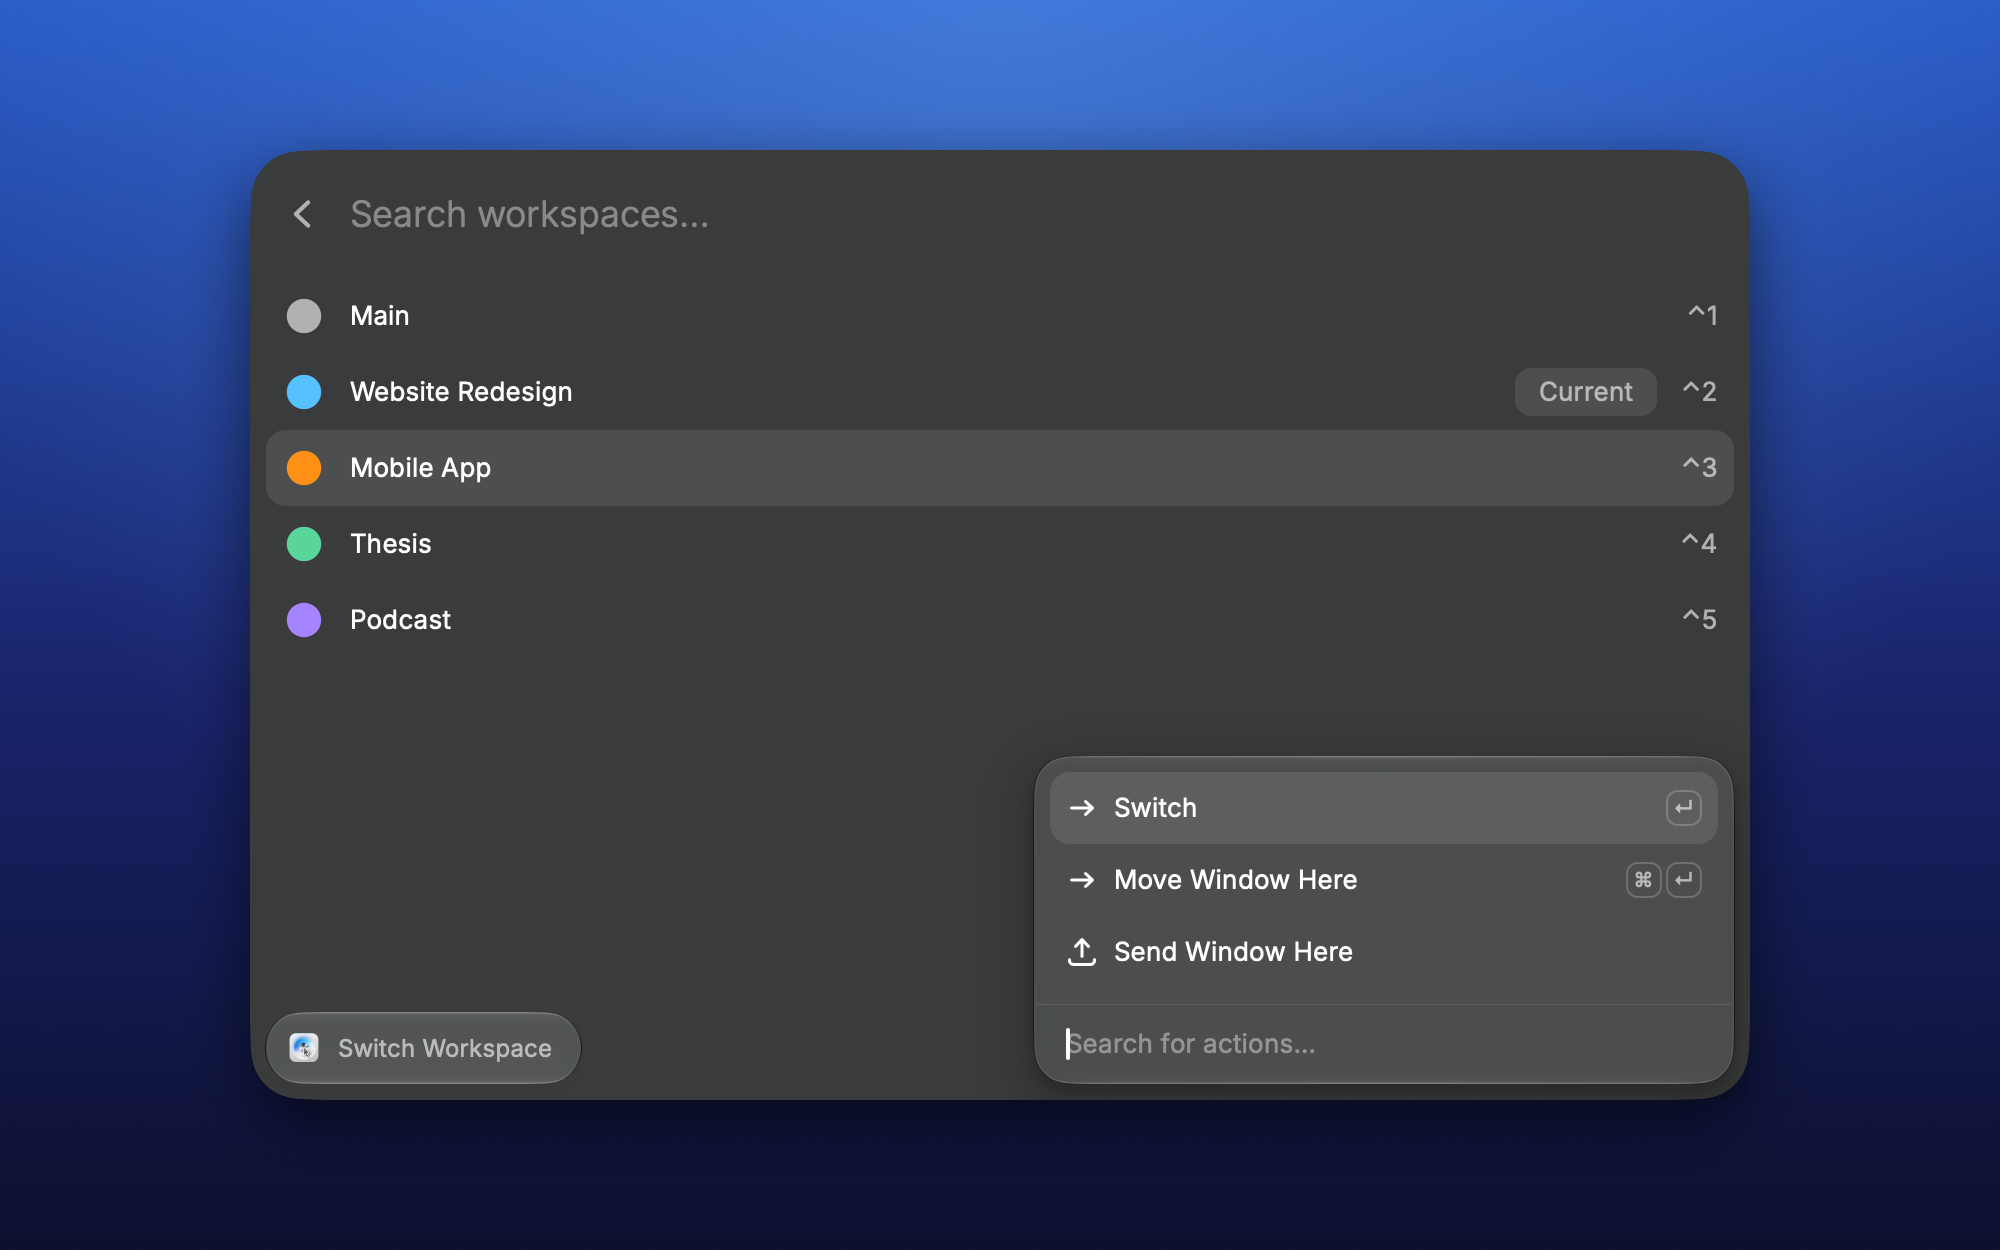 Search workspaces...
Main ^1
Website Redesign Current ^2
Mobile App ^3
Thesis ^4
Podcast ^5
Switch ↵
Move Window Here ⌘ ↵
Send Window Here
Search for actions...
Switch Workspace